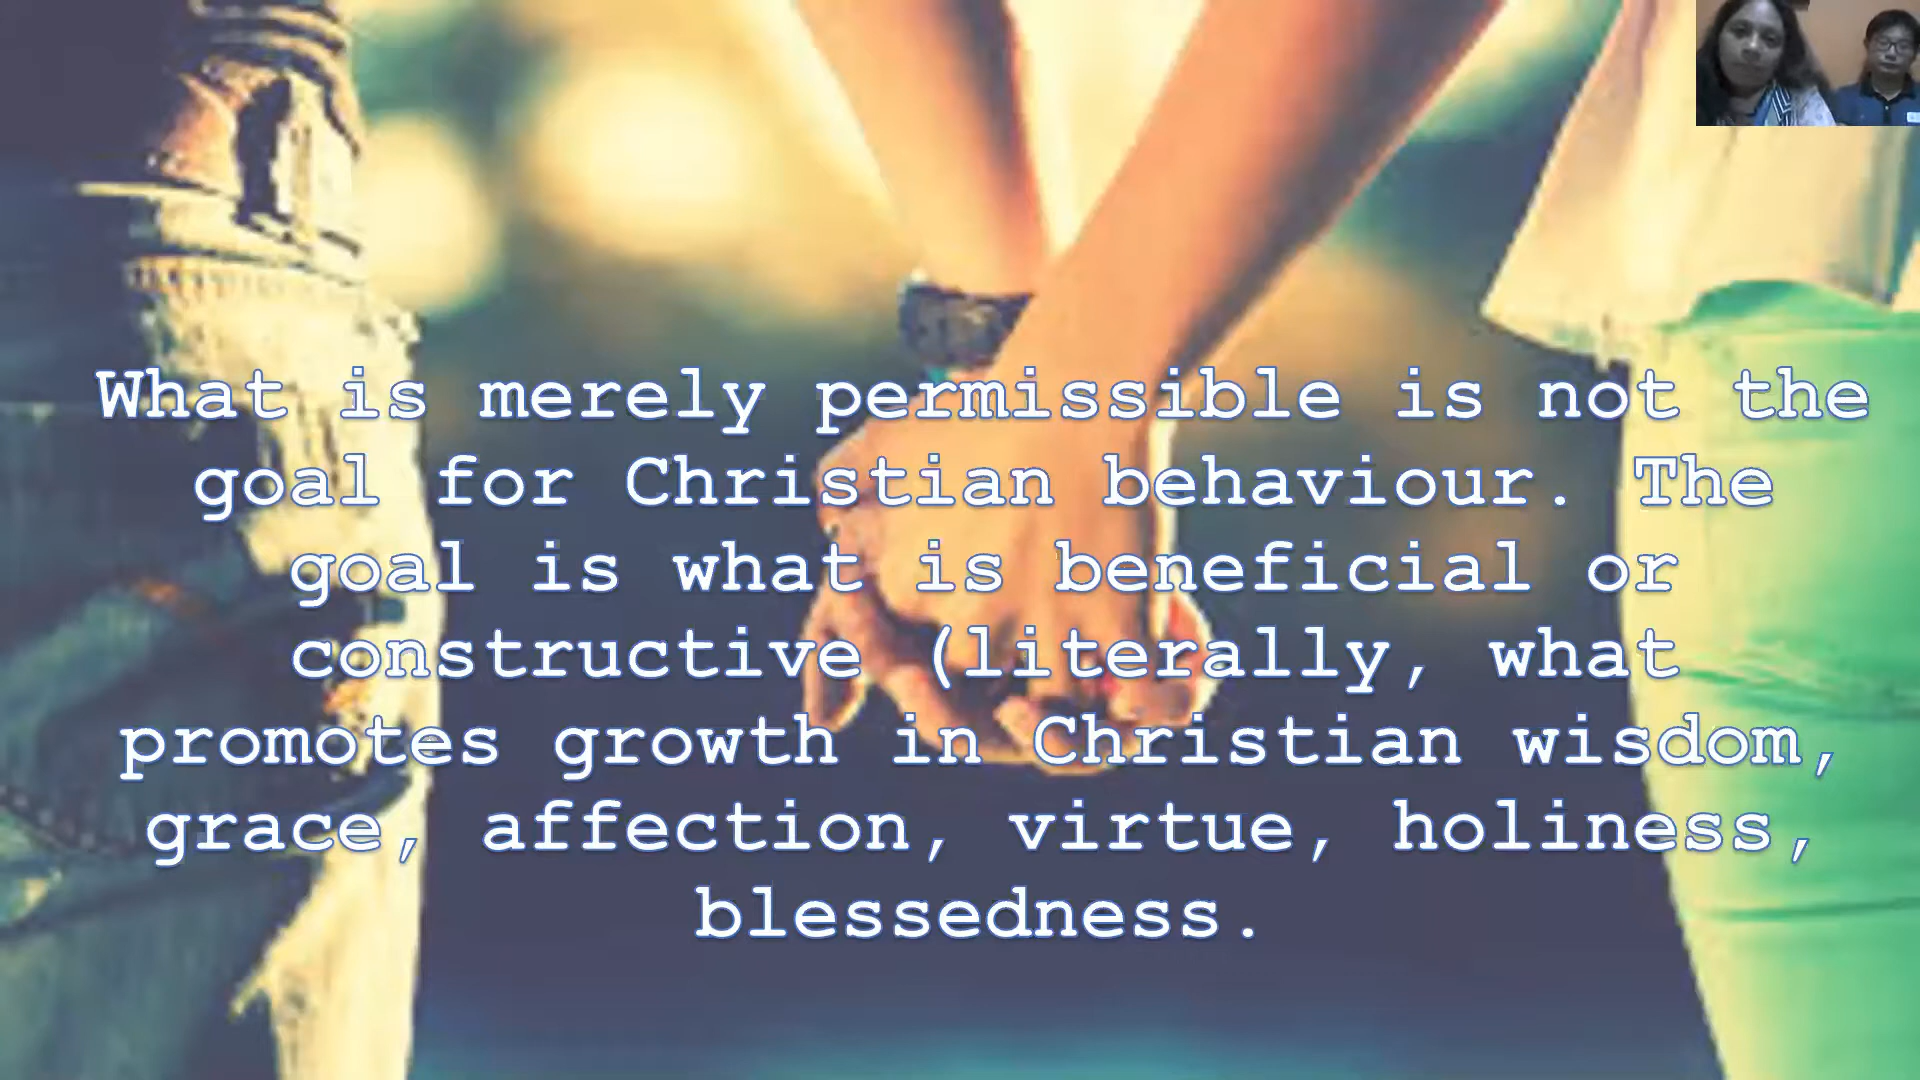 What is merely permissible is not the
goal for Christian behaviour. The
goal is what is beneficial or
constructive (literally, what
promotes growth in Christian wisdom,
grace, affection, virtue, holiness,
blessedness.